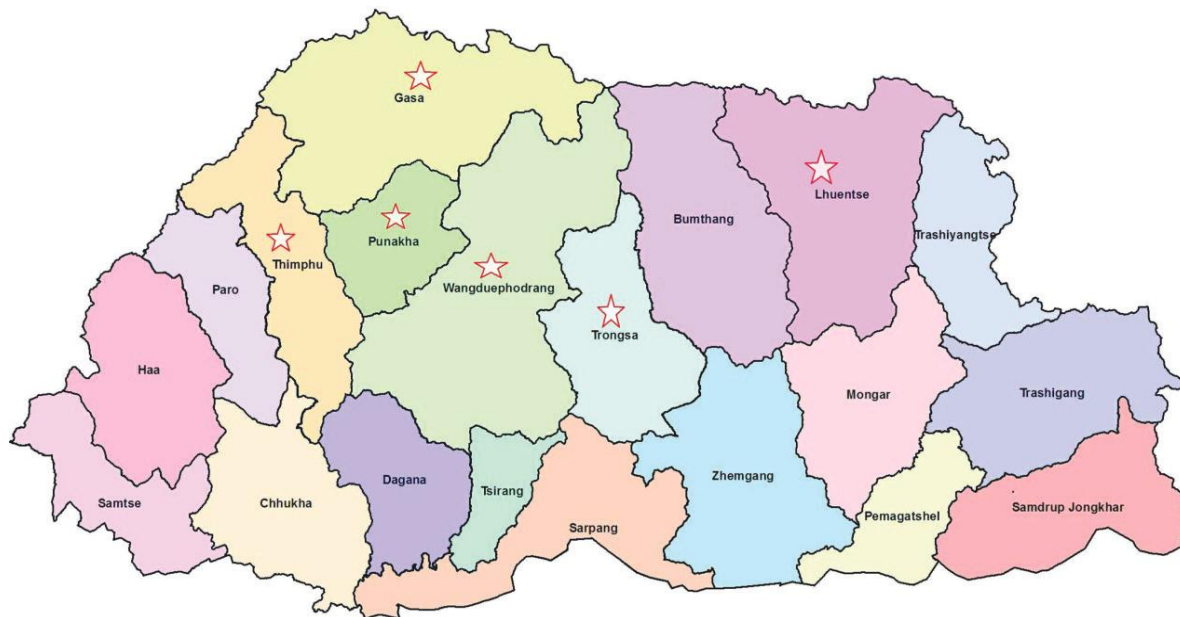 Gasa
Lhuentse
Bumthang
Trashiyangtse
Punakha
Thimphu
Paro
Wangduephodrang
Trongsa
Haa
Mongar
Trashigang
Zhemgang
Dagana
Tsirang
Samtse
Chhukha
Samdrup Jongkhar
Pemagatshel
Sarpang